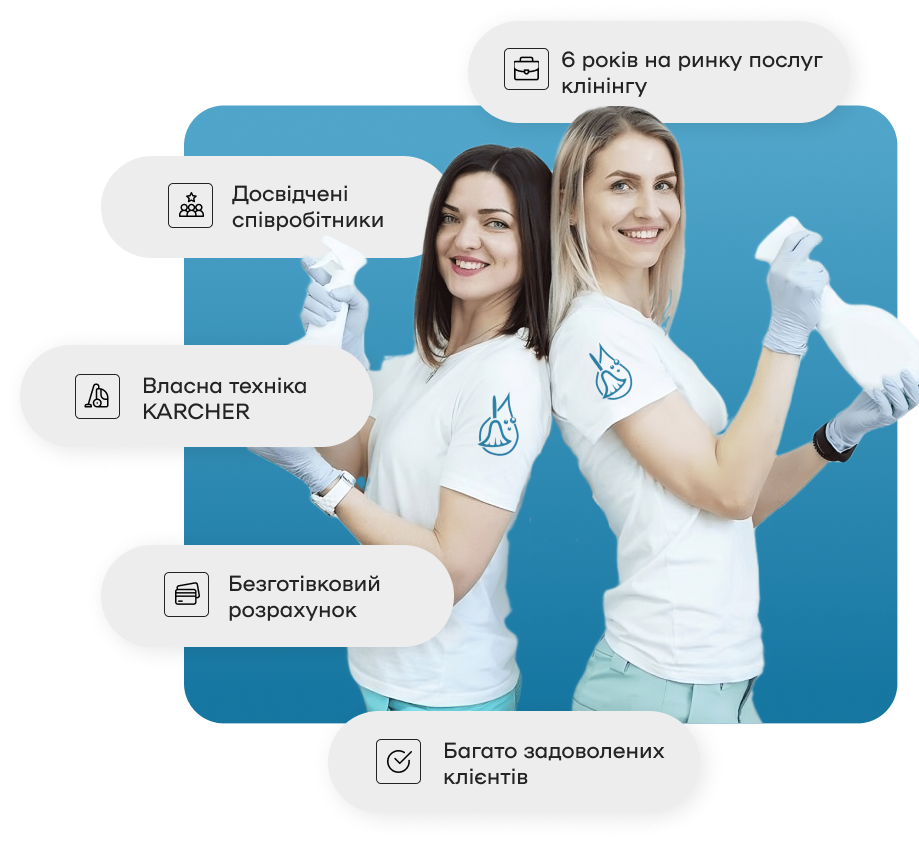 6 років на ринку послуг
клінінгу
Досвідчені
співробітники
Власна техніка
KARCHER
Безготівковий
розрахунок
Багато задоволених
клієнтів